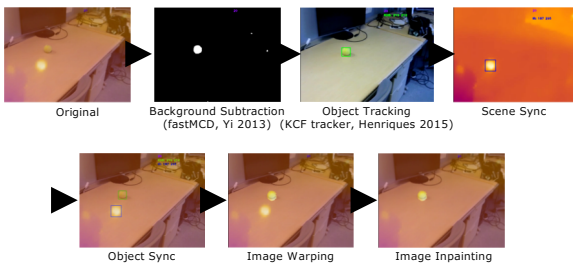 Original
Background Subtraction
(fastMCD, Yi 2013)
Object Tracking
(KCF tracker, Henriques 2015)
Scene Sync
Object Sync
Image Warping
Image Inpainting